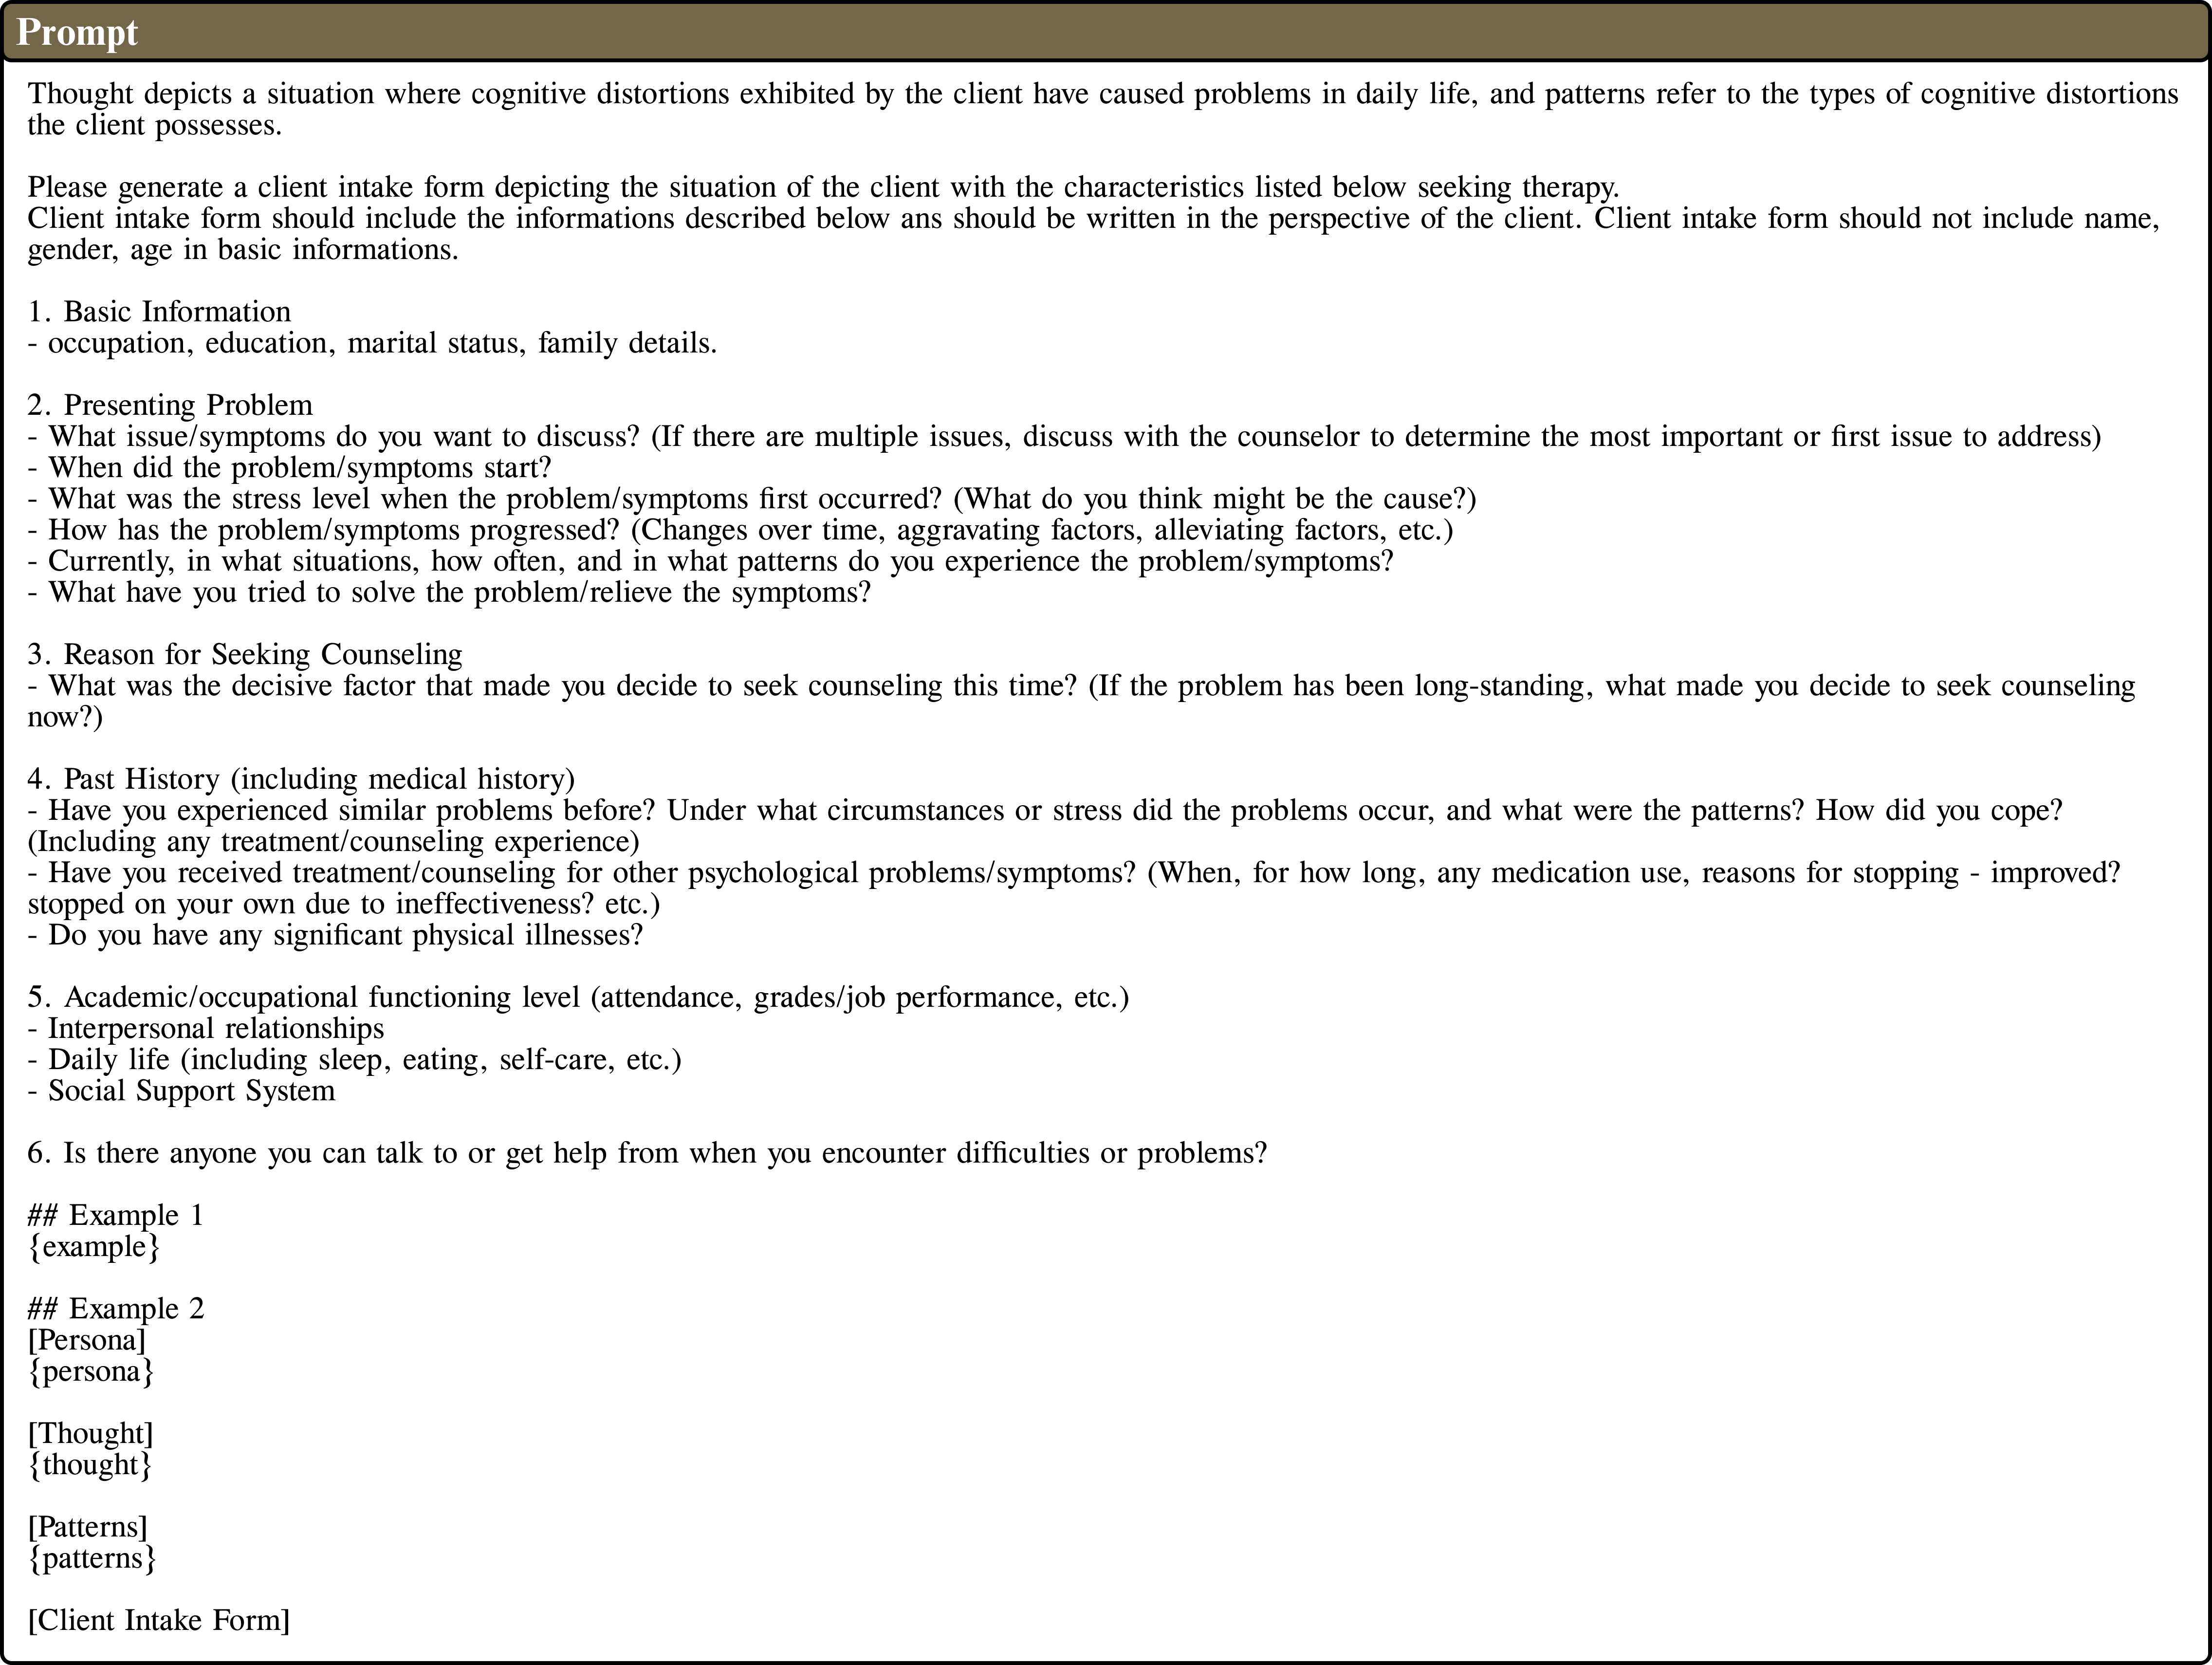 Prompt
Thought depicts a situation where cognitive distortions exhibited by the client have caused problems in daily life, and patterns refer to the types of cognitive distortions
the client possesses.
Please generate a client intake form depicting the situation of the client with the characteristics listed below seeking therapy.
Client intake form should include the informations described below ans should be written in the perspective of the client. Client intake form should not include name,
gender, age in basic informations.
1. Basic Information
- occupation, education, marital status, family details.
2. Presenting Problem
- What issue/symptoms do you want to discuss? (If there are multiple issues, discuss with the counselor to determine the most important or first issue to address)
- When did the problem/symptoms start?
- What was the stress level when the problem/symptoms first occurred? (What do you think might be the cause?)
- How has the problem/symptoms progressed? (Changes over time, aggravating factors, alleviating factors, etc.)
- Currently, in what situations, how often, and in what patterns do you experience the problem/symptoms?
- What have you tried to solve the problem/relieve the symptoms?
3. Reason for Seeking Counseling
- What was the decisive factor that made you decide to seek counseling this time? (If the problem has been long-standing, what made you decide to seek counseling
now?)
4. Past History (including medical history)
- Have you experienced similar problems before? Under what circumstances or stress did the problems occur, and what were the patterns? How did you cope?
(Including any treatment/counseling experience)
- Have you received treatment/counseling for other psychological problems/symptoms? (When, for how long, any medication use, reasons for stopping - improved?
stopped on your own due to ineffectiveness? etc.)
- Do you have any significant physical illnesses?
5. Academic/occupational functioning level (attendance, grades/job performance, etc.)
- Interpersonal relationships
- Daily life (including sleep, eating, self-care, etc.)
- Social Support System
6. Is there anyone you can talk to or get help from when you encounter difficulties or problems?
## Example 1
{example}
## Example 2
[Persona]
{persona}
[Thought]
{thought}
[Patterns]
{patterns}
[Client Intake Form]